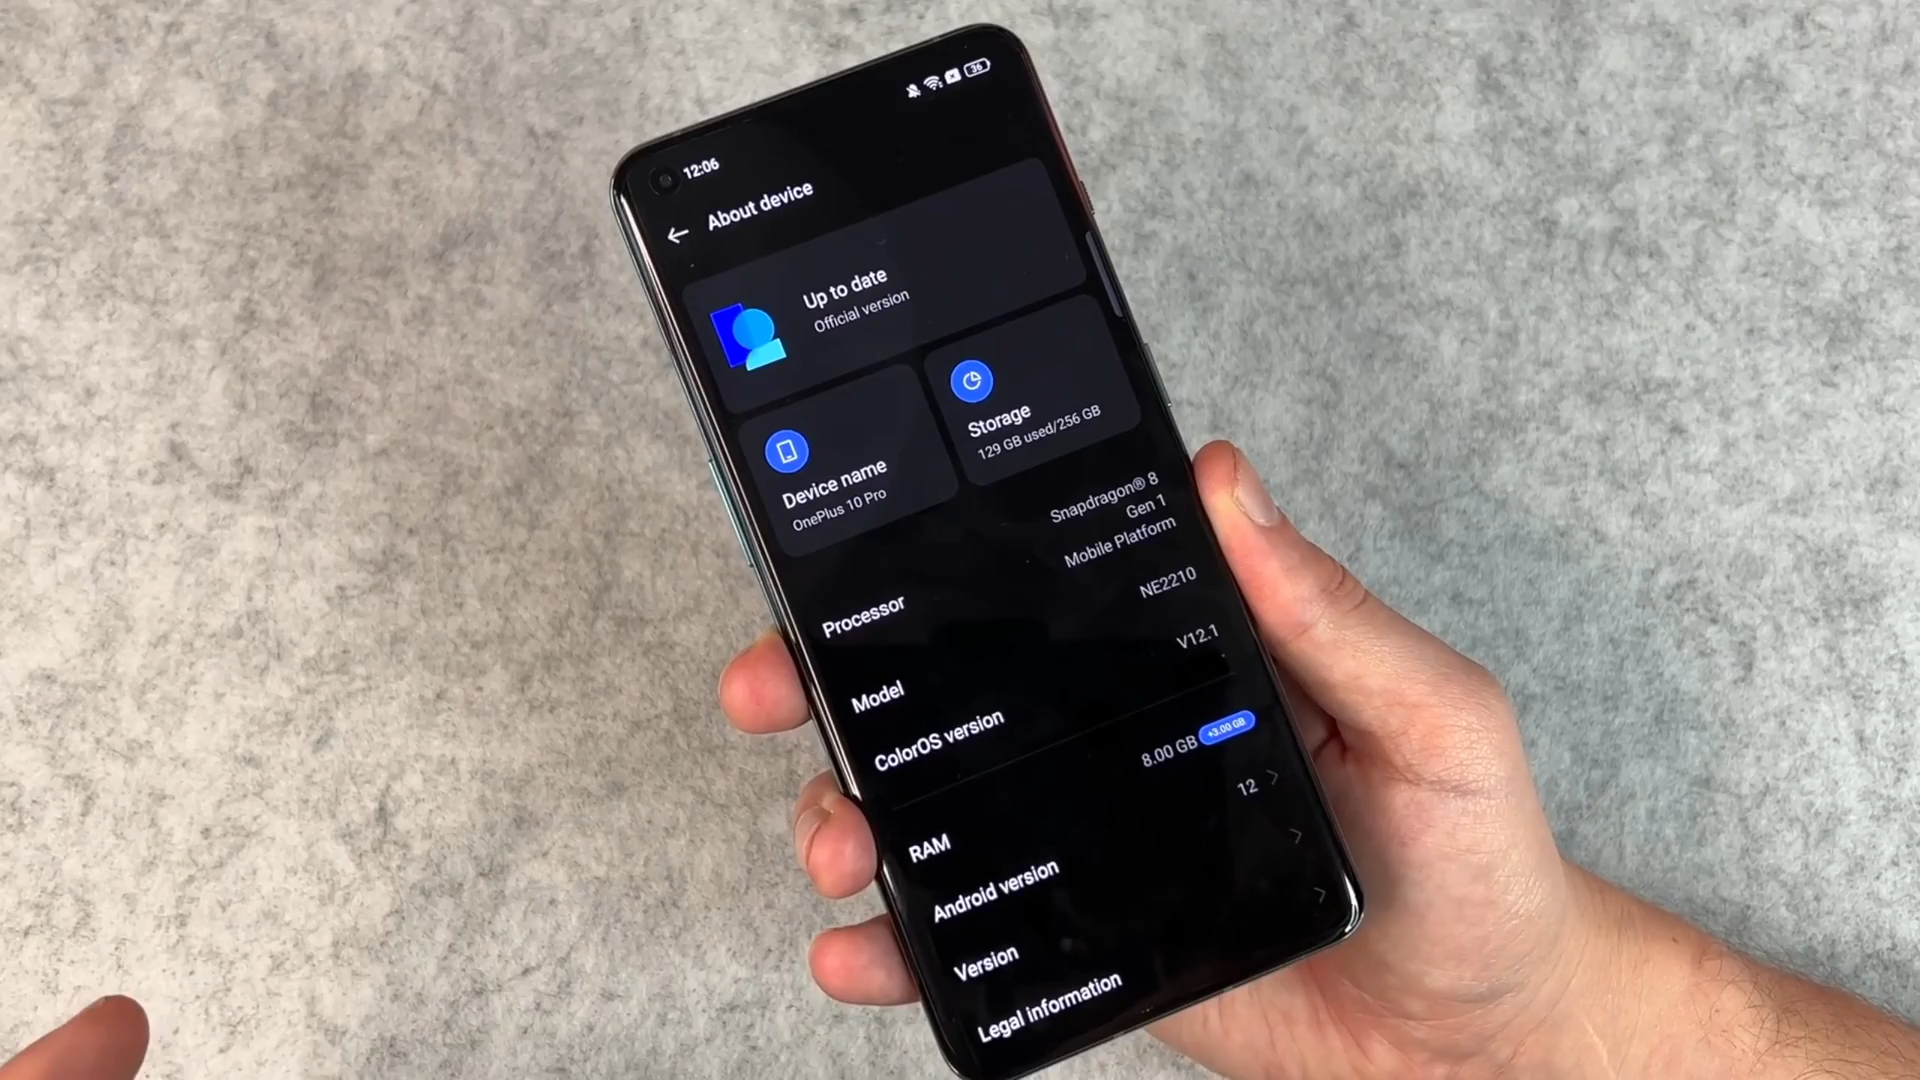 12:06
36
About device
Up to date
Official version
Device name
OnePlus 10 Pro
Storage
129 GB used/256 GB
Processor
Snapdragon® 8
Gen 1
Mobile Platform
Model
NE2210
ColorOS version
V12.1
RAM
8.00 GB +3.00 GB
Android version
12
Version
Legal information